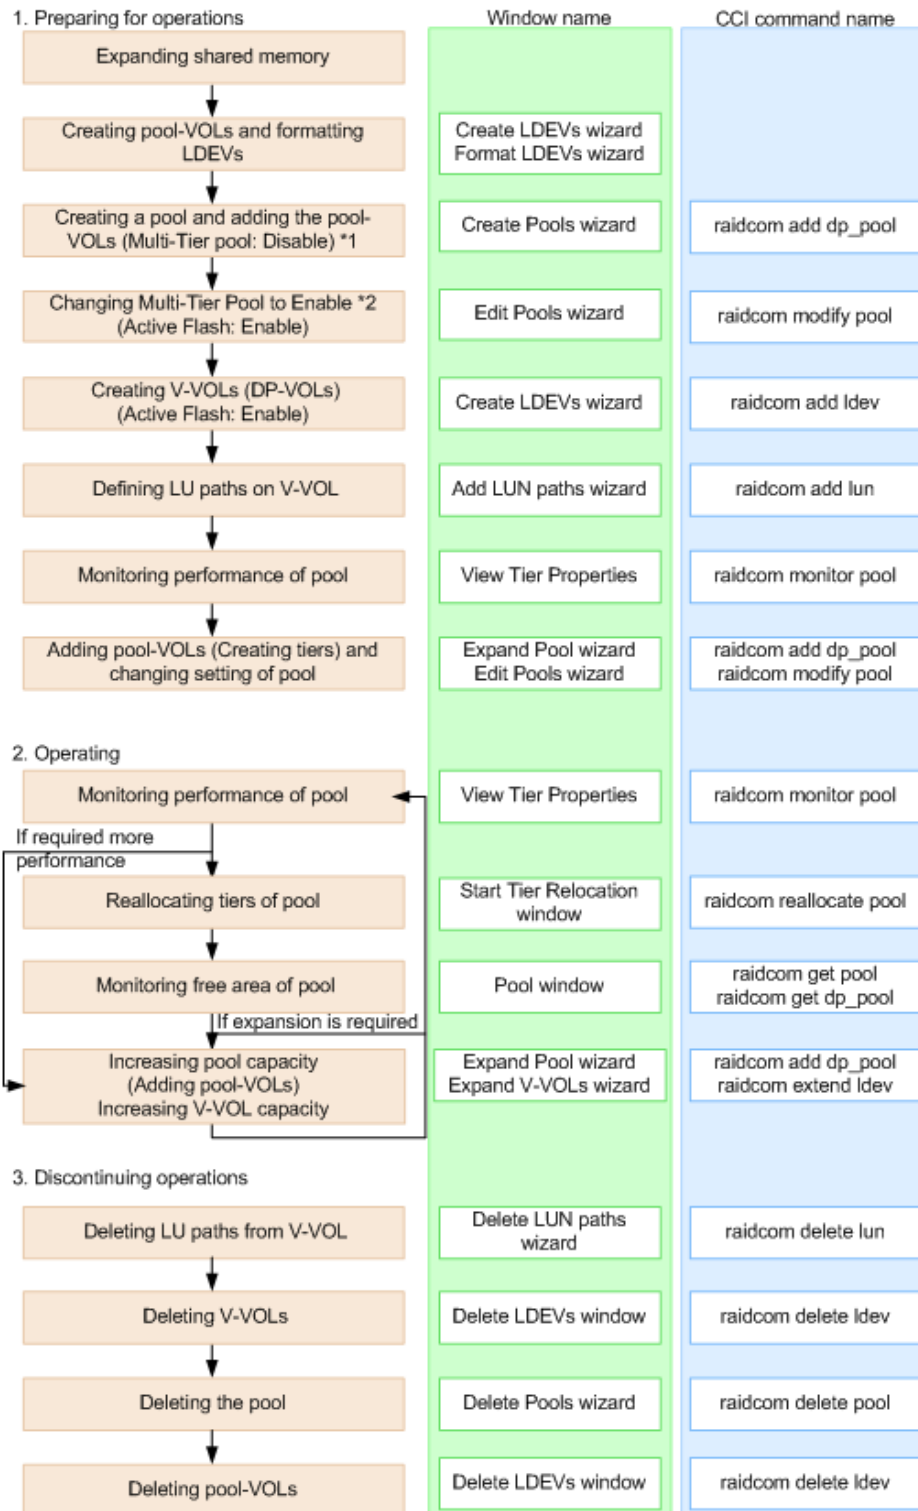 1. Preparing for operations
Window name
CCI command name
Expanding shared memory
Creating pool-VOLs and formatting
LDEVs
Create LDEVs wizard
Format LDEVs wizard
Creating a pool and adding the pool-
VOLs (Multi-Tier pool: Disable) *1
Create Pools wizard
raidcom add dp_pool
Changing Multi-Tier Pool to Enable *2
(Active Flash: Enable)
Edit Pools wizard
raidcom modify pool
Creating V-VOLs (DP-VOLs)
(Active Flash: Enable)
Create LDEVs wizard
raidcom add ldev
Defining LU paths on V-VOL
Add LUN paths wizard
raidcom add lun
Monitoring performance of pool
View Tier Properties
raidcom monitor pool
Adding pool-VOLs (Creating tiers) and
changing setting of pool
Expand Pool wizard
Edit Pools wizard
raidcom add dp_pool
raidcom modify pool
2. Operating
Monitoring performance of pool
View Tier Properties
raidcom monitor pool
If required more
performance
Reallocating tiers of pool
Start Tier Relocation
window
raidcom reallocate pool
Monitoring free area of pool
Pool window
raidcom get pool
raidcom get dp_pool
If expansion is required
Increasing pool capacity
(Adding pool-VOLs)
Increasing V-VOL capacity
Expand Pool wizard
Expand V-VOLs wizard
raidcom add dp_pool
raidcom extend ldev
3. Discontinuing operations
Deleting LU paths from V-VOL
Delete LUN paths
wizard
raidcom delete lun
Deleting V-VOLs
Delete LDEVs window
raidcom delete ldev
Deleting the pool
Delete Pools wizard
raidcom delete pool
Deleting pool-VOLs
Delete LDEVs window
raidcom delete ldev